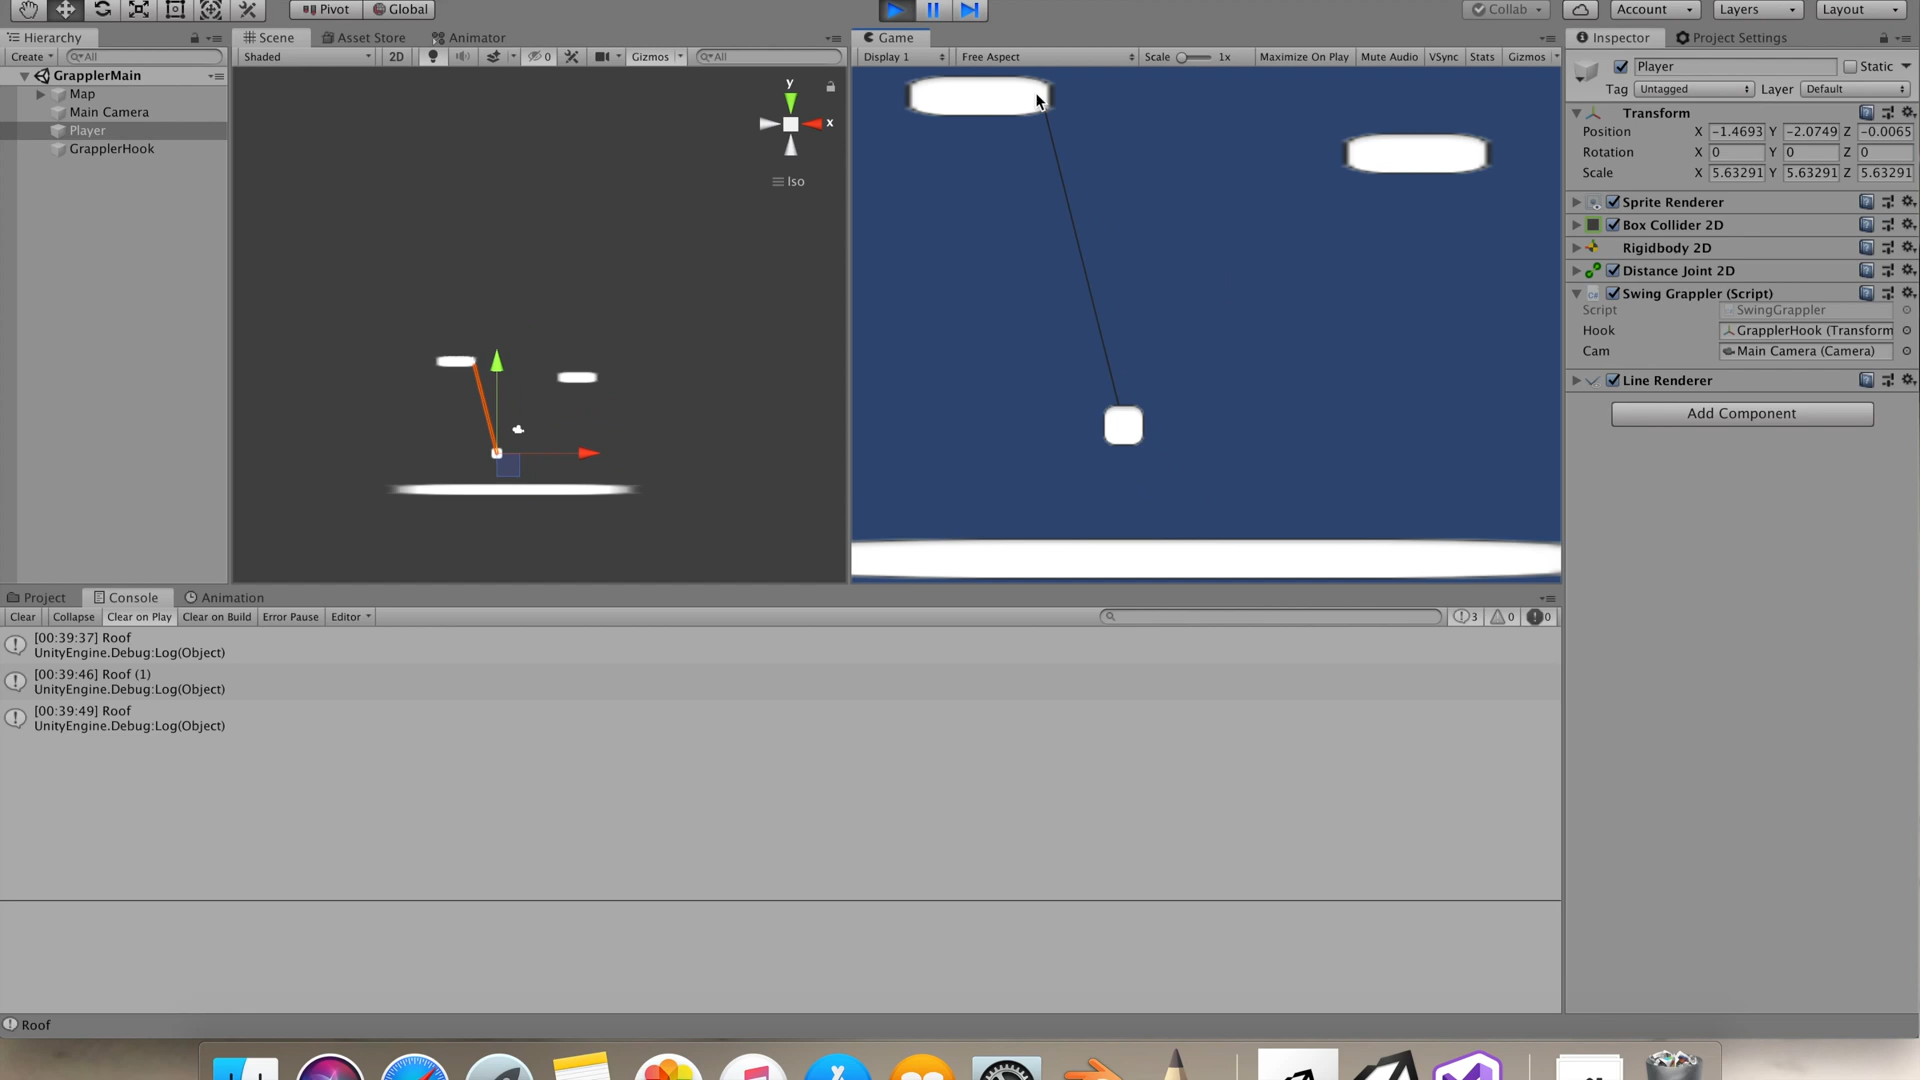 Pivot Global Collab Account Layers Layout
Hierarchy Scene Asset Store Animator Game Inspector Project Settings
Create All Shaded 2D 0 Gizmos All Display 1 Free Aspect Scale 1x Maximize On Play Mute Audio VSync Stats Gizmos
GrapplerMain
Map
Main Camera
Player
GrapplerHook
y
x
Iso
Player Static
Tag Untagged Layer Default
Transform
Position X -1.4693 Y -2.0749 Z -0.0065
Rotation X 0 Y 0 Z 0
Scale X 5.63291 Y 5.63291 Z 5.63291
Sprite Renderer
Box Collider 2D
Rigidbody 2D
Distance Joint 2D
Swing Grappler (Script)
Script SwingGrappler
Hook GrapplerHook (Transform
Cam Main Camera (Camera)
Line Renderer
Add Component
Project Console Animation
Clear Collapse Clear on Play Clear on Build Error Pause Editor 3 0 0
[00:39:37] Roof
UnityEngine.Debug:Log(Object)
[00:39:46] Roof (1)
UnityEngine.Debug:Log(Object)
[00:39:49] Roof
UnityEngine.Debug:Log(Object)
Roof